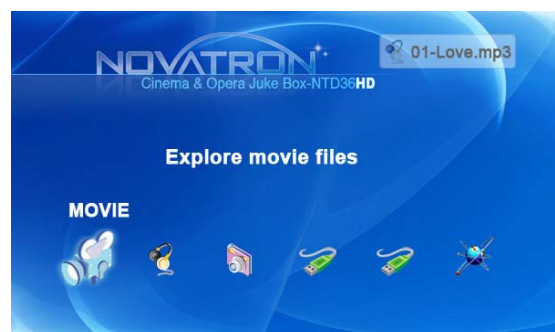 NOVATRON
01-Love.mp3
Cinema & Opera Juke Box-NTD36HD
Explore movie files
MOVIE